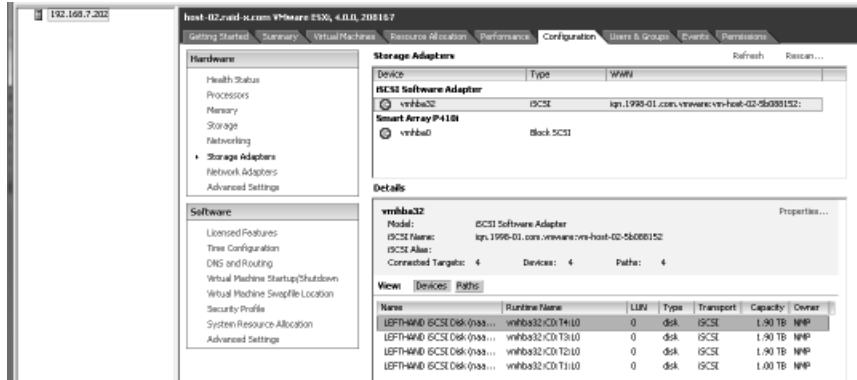 192.168.7.202
host-02.raid-x.com VMware ESXi, 4.0.0, 208167
Getting Started Summary Virtual Machines Resource Allocation Performance Configuration Users & Groups Events Permissions
Hardware
Health Status
Processors
Memory
Storage
Networking
Storage Adapters
Network Adapters
Advanced Settings
Software
Licensed Features
Time Configuration
DNS and Routing
Virtual Machine Startup/Shutdown
Virtual Machine Swapfile Location
Security Profile
System Resource Allocation
Advanced Settings
Storage Adapters Refresh Rescan...
Device Type WWN
iSCSI Software Adapter
vmhba32 iSCSI iqn.1998-01.com.vmware:vm-host-02-5b088152:
Smart Array P410i
vmhba0 Block SCSI
Details
vmhba32 Properties...
Model: iSCSI Software Adapter
iSCSI Name: iqn.1998-01.com.vmware:vm-host-02-5b088152
iSCSI Alias:
Connected Targets: 4 Devices: 4 Paths: 4
View: Devices Paths
Name Runtime Name LUN Type Transport Capacity Owner
LEFTHAND iSCSI Disk (naa... vmhba32:C0:T4:L0 0 disk iSCSI 1.90 TB NMP
LEFTHAND iSCSI Disk (naa... vmhba32:C0:T3:L0 0 disk iSCSI 1.90 TB NMP
LEFTHAND iSCSI Disk (naa... vmhba32:C0:T2:L0 0 disk iSCSI 1.90 TB NMP
LEFTHAND iSCSI Disk (naa... vmhba32:C0:T1:L0 0 disk iSCSI 1.00 TB NMP